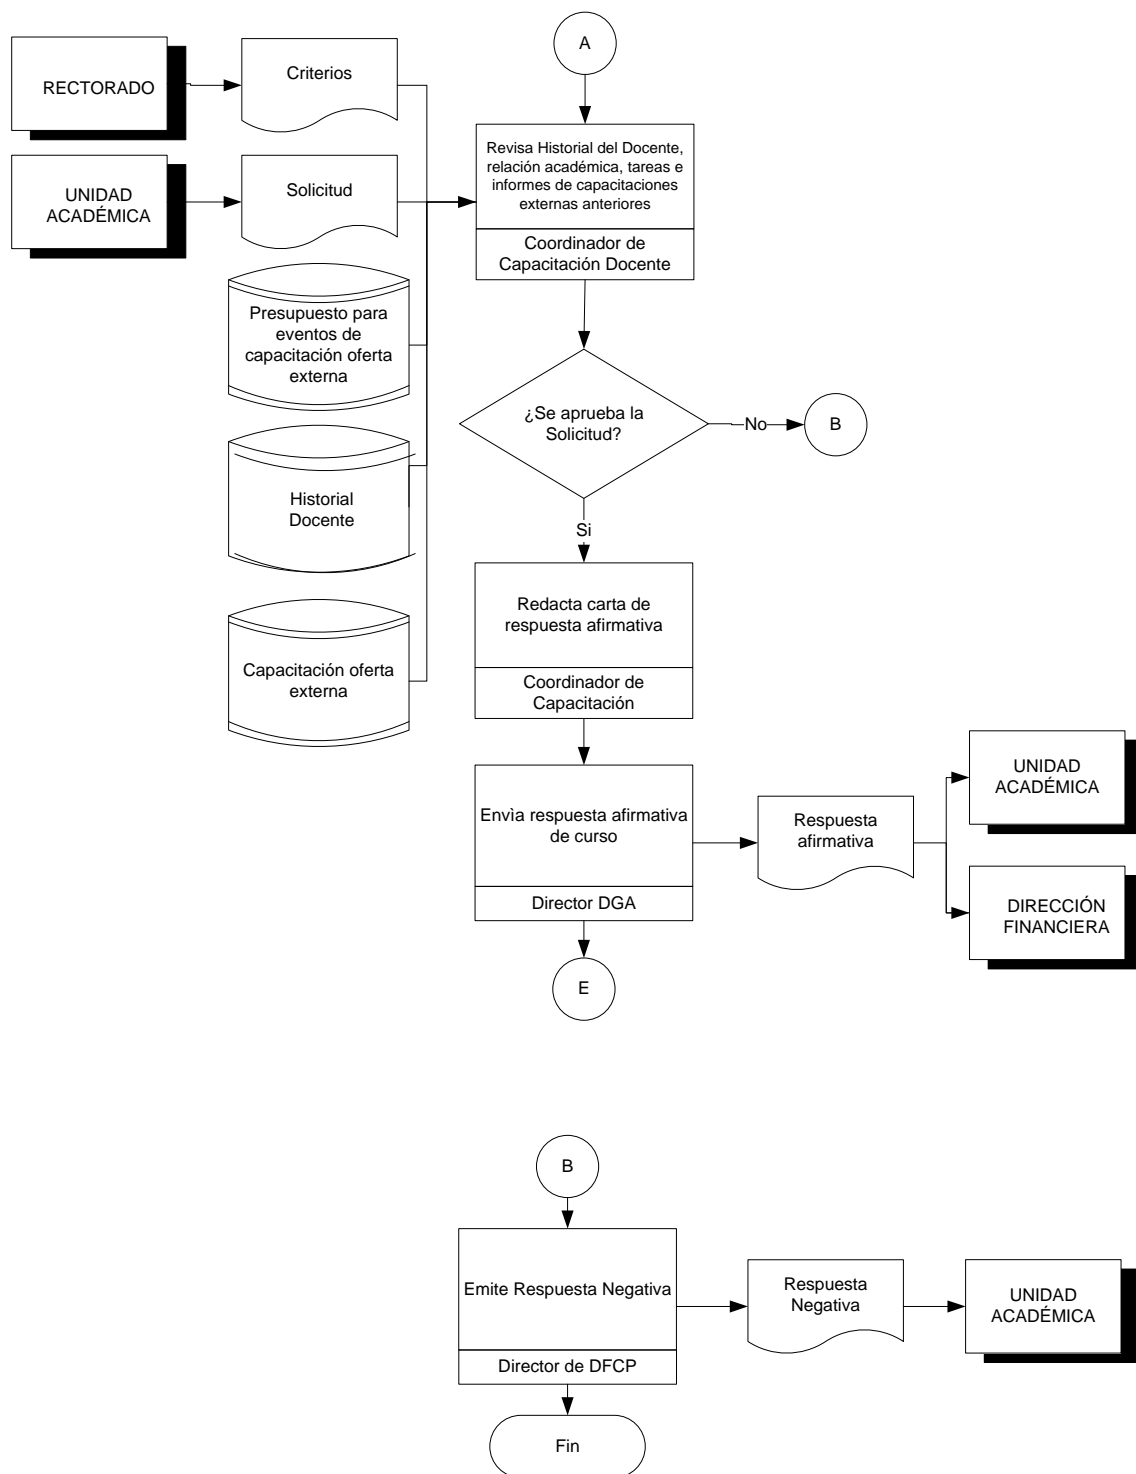 A
RECTORADO
Criterios
Revisa Historial del Docente,
relación académica, tareas e
informes de capacitaciones
externas anteriores
Coordinador de
Capacitación Docente
UNIDAD
ACADÉMICA
Solicitud
Presupuesto para
eventos de
capacitación oferta
externa
¿Se aprueba la
Solicitud?
No
B
Historial
Docente
Si
Capacitación oferta
externa
Redacta carta de
respuesta afirmativa
Coordinador de
Capacitación
Envìa respuesta afirmativa
de curso
Director DGA
Respuesta
afirmativa
UNIDAD
ACADÉMICA
DIRECCIÓN
FINANCIERA
E
B
Emite Respuesta Negativa
Director de DFCP
Respuesta
Negativa
UNIDAD
ACADÉMICA
Fin